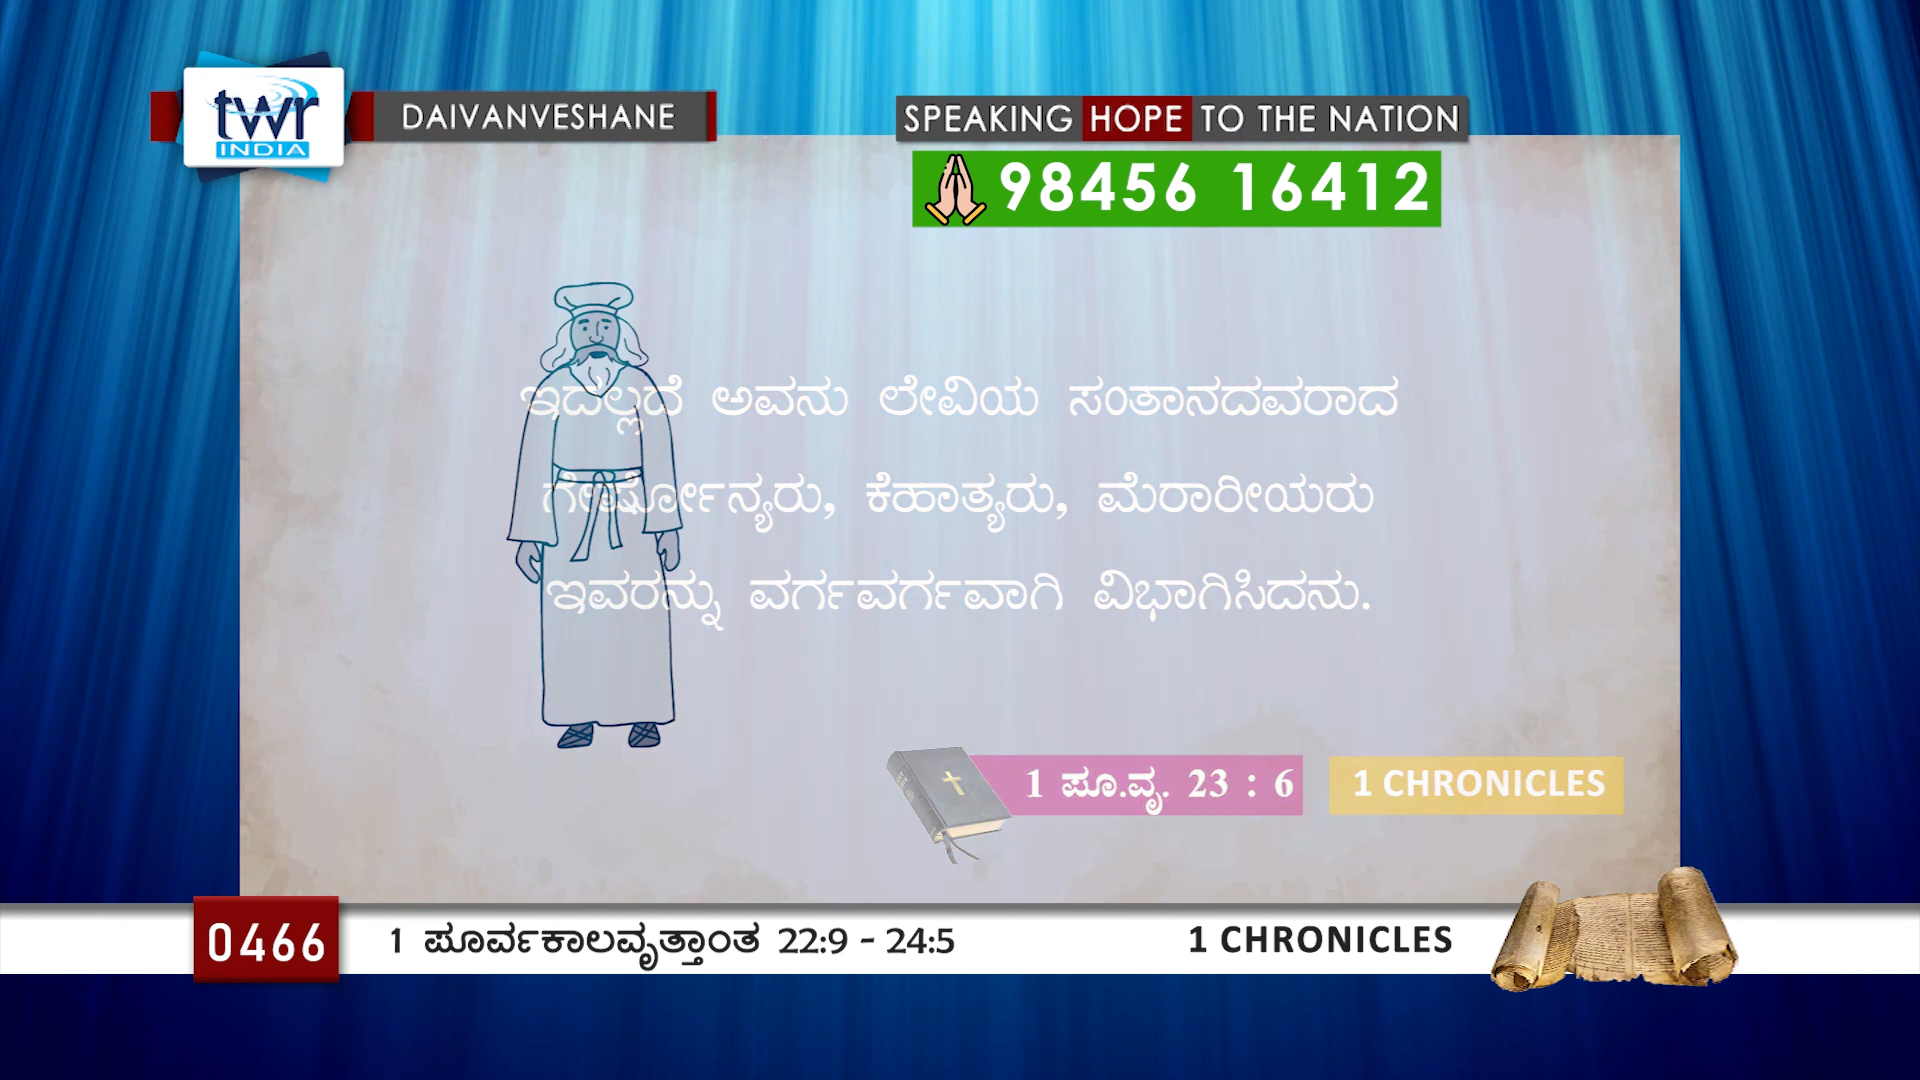 twr
INDIA
DAIVANVESHANE
SPEAKING HOPE TO THE NATION
98456 16412
ಇದಲ್ಲದೆ ಅವನು ಲೇವಿಯ ಸಂತಾನದವರಾದ
ಗೇರ್ಷೋನ್ಯರು, ಕೆಹಾತ್ಯರು, ಮೆರಾರೀಯರು
ಇವರನ್ನು ವರ್ಗವರ್ಗವಾಗಿ ವಿಭಾಗಿಸಿದನು.
1 ಪೂ.ವೃ. 23 : 6
1 CHRONICLES
0466
1 ಪೂರ್ವಕಾಲವೃತ್ತಾಂತ 22:9 - 24:5
1 CHRONICLES